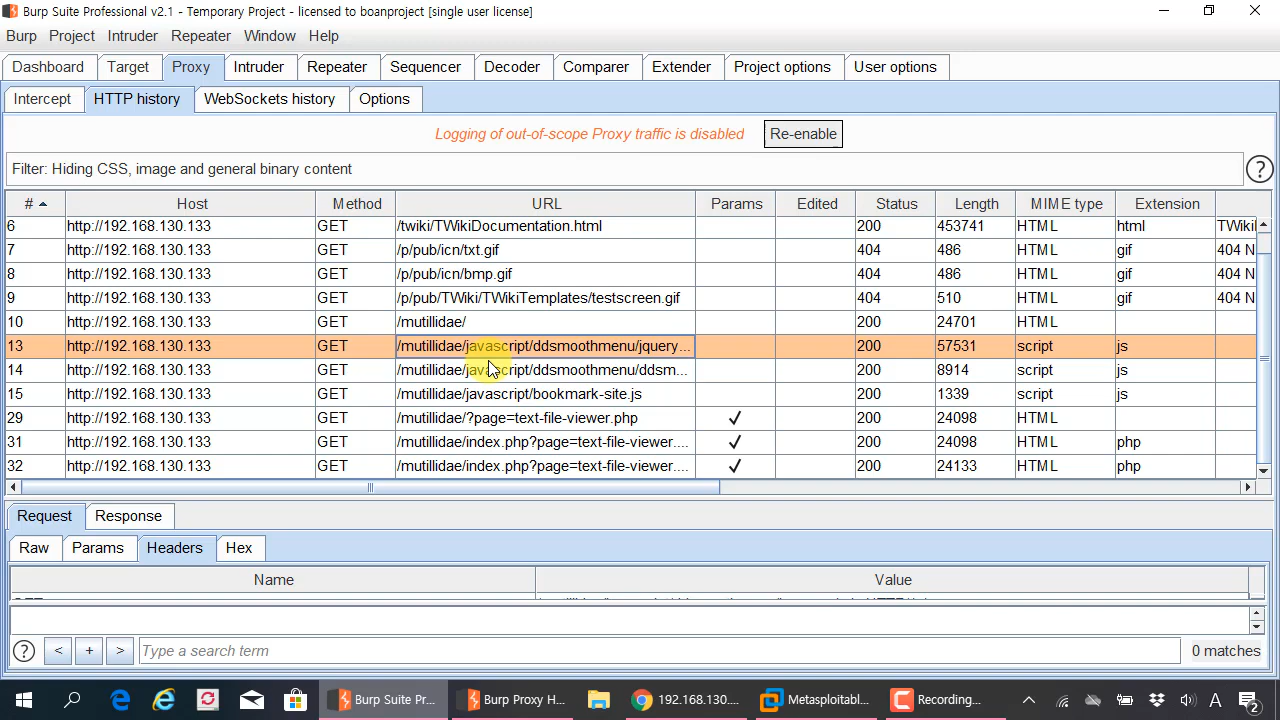 Burp Suite Professional v2.1 - Temporary Project - licensed to boanproject [single user license]
Burp Project Intruder Repeater Window Help
Dashboard Target Proxy Intruder Repeater Sequencer Decoder Comparer Extender Project options User options
Intercept HTTP history WebSockets history Options
Logging of out-of-scope Proxy traffic is disabled Re-enable
Filter: Hiding CSS, image and general binary content ?
# Host Method URL Params Edited Status Length MIME type Extension
6 http://192.168.130.133 GET /twiki/TWikiDocumentation.html 200 453741 HTML html TWiki
7 http://192.168.130.133 GET /p/pub/icn/txt.gif 404 486 HTML gif 404 N
8 http://192.168.130.133 GET /p/pub/icn/bmp.gif 404 486 HTML gif 404 N
9 http://192.168.130.133 GET /p/pub/TWiki/TWikiTemplates/testscreen.gif 404 510 HTML gif 404 N
10 http://192.168.130.133 GET /mutillidae/ 200 24701 HTML
13 http://192.168.130.133 GET /mutillidae/javascript/ddsmoothmenu/jquery... 200 57531 script js
14 http://192.168.130.133 GET /mutillidae/javascript/ddsmoothmenu/ddsm... 200 8914 script js
15 http://192.168.130.133 GET /mutillidae/javascript/bookmark-site.js 200 1339 script js
29 http://192.168.130.133 GET /mutillidae/?page=text-file-viewer.php ✓ 200 24098 HTML
31 http://192.168.130.133 GET /mutillidae/index.php?page=text-file-viewer.... ✓ 200 24098 HTML php
32 http://192.168.130.133 GET /mutillidae/index.php?page=text-file-viewer.... ✓ 200 24133 HTML php
Request Response
Raw Params Headers Hex
Name Value
? < + > Type a search term 0 matches
Burp Suite Pr... Burp Proxy H... 192.168.130.... Metasploitabl... Recording... A 2